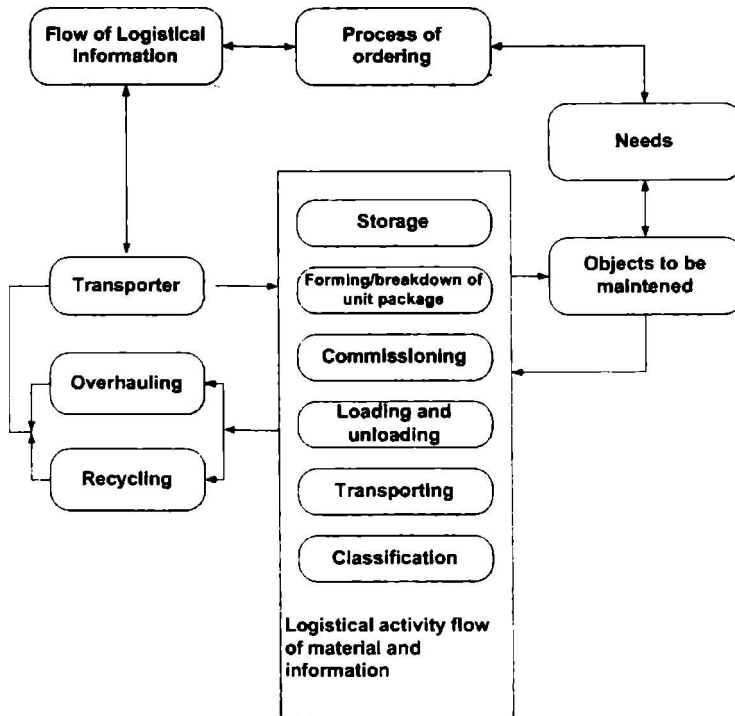 Flow of Logistical
Information
Process of
ordering
Needs
Storage
Forming/breakdown of
unit package
Objects to be
maintened
Transporter
Commissioning
Overhauling
Loading and
unloading
Recycling
Transporting
Classification
Logistical activity flow
of material and
information